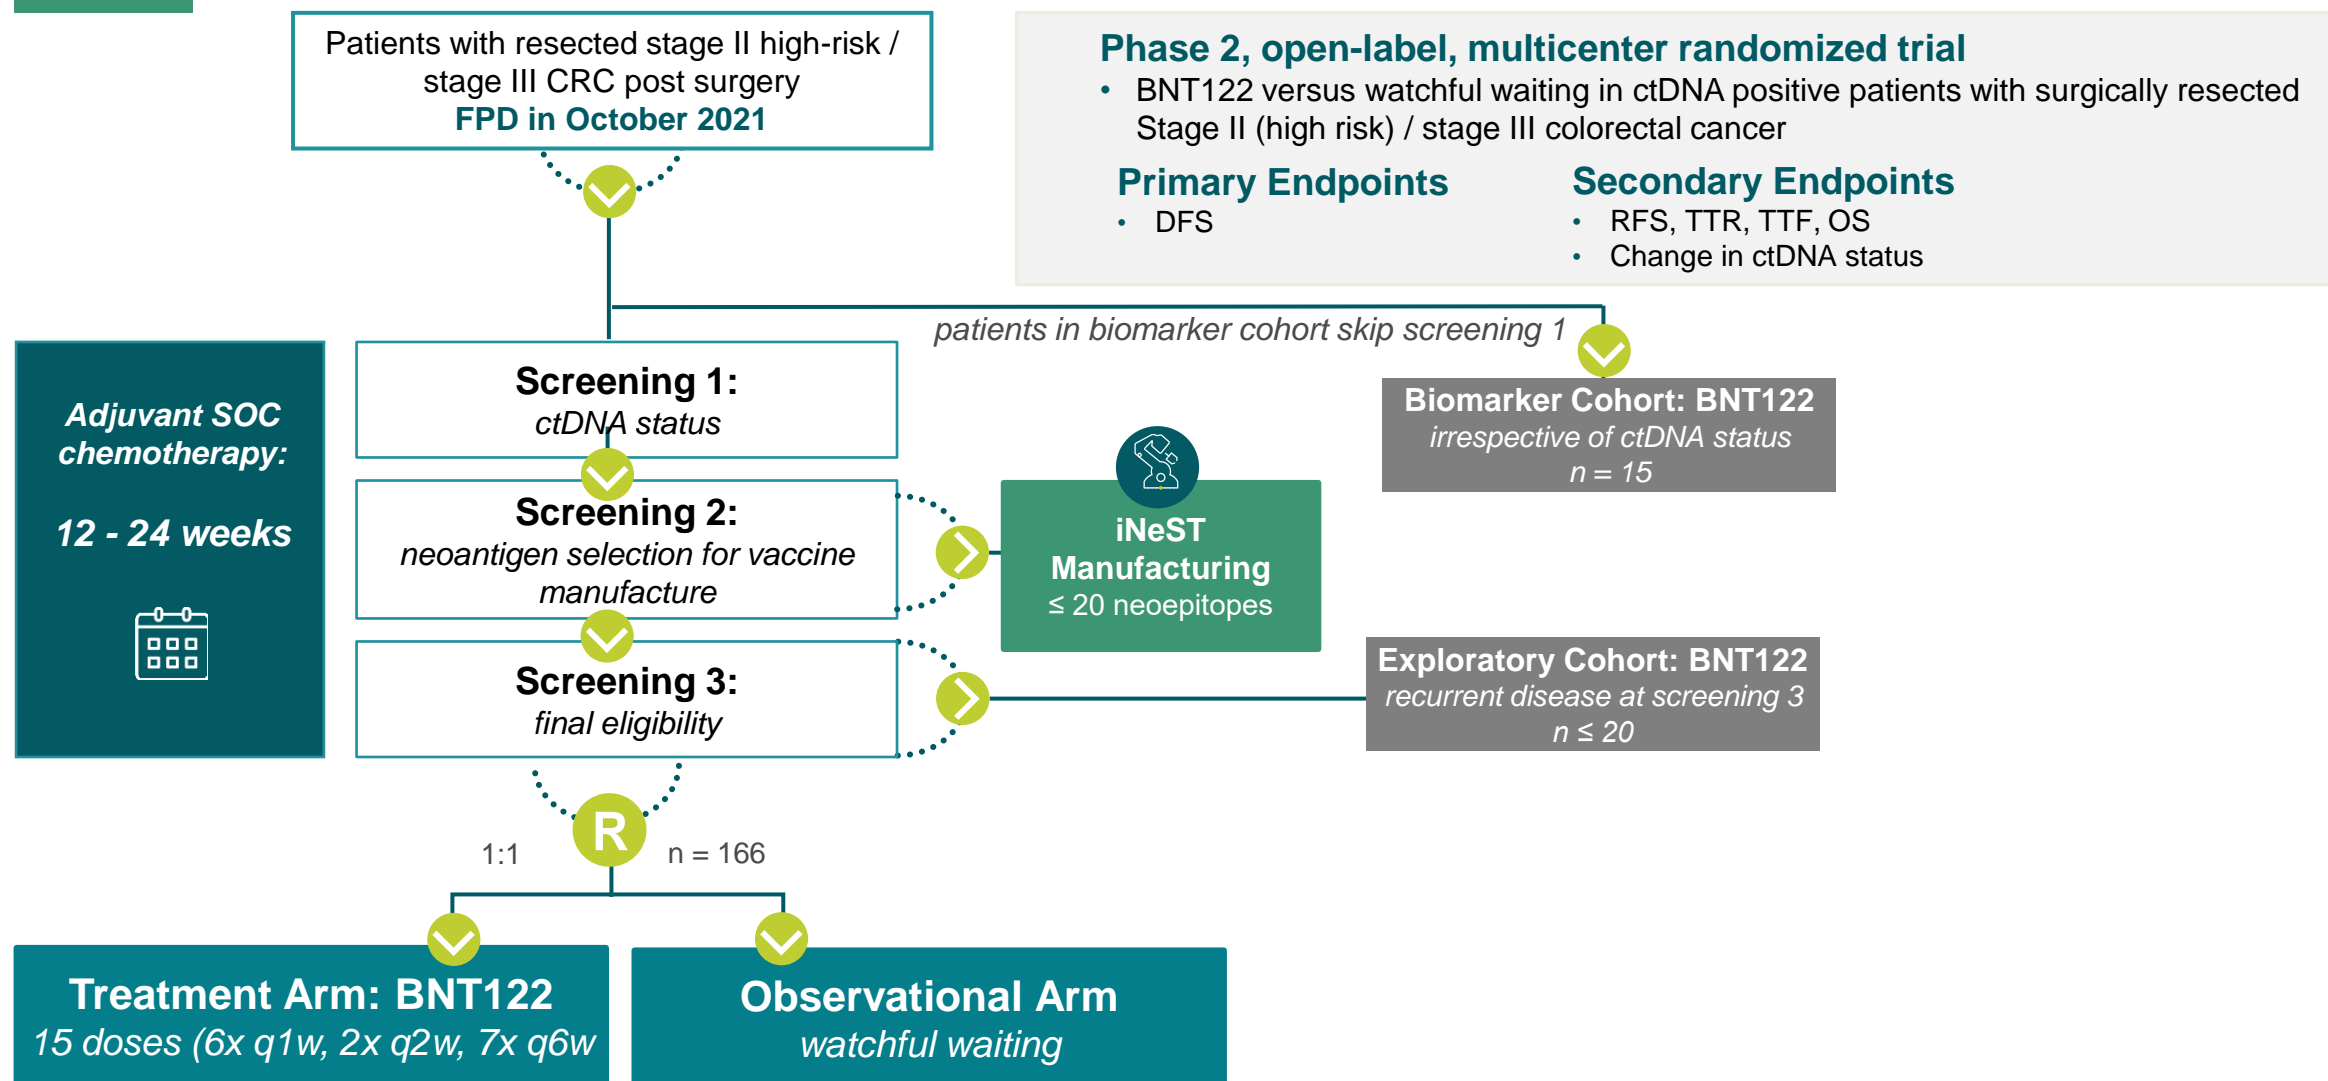 Patients with resected stage II high-risk /
stage III CRC post surgery
FPD in October 2021
Phase 2, open-label, multicenter randomized trial
• BNT122 versus watchful waiting in ctDNA positive patients with surgically resected
Stage II (high risk) / stage III colorectal cancer
Primary Endpoints
• DFS
Secondary Endpoints
• RFS, TTR, TTF, OS
• Change in ctDNA status
patients in biomarker cohort skip screening 1
Adjuvant SOC
chemotherapy:
12 - 24 weeks
Screening 1:
ctDNA status
Biomarker Cohort: BNT122
irrespective of ctDNA status
n = 15
Screening 2:
neoantigen selection for vaccine
manufacture
iNeST
Manufacturing
≤ 20 neoepitopes
Screening 3:
final eligibility
Exploratory Cohort: BNT122
recurrent disease at screening 3
n ≤ 20
R
1:1
n = 166
Treatment Arm: BNT122
15 doses (6x q1w, 2x q2w, 7x q6w
Observational Arm
watchful waiting